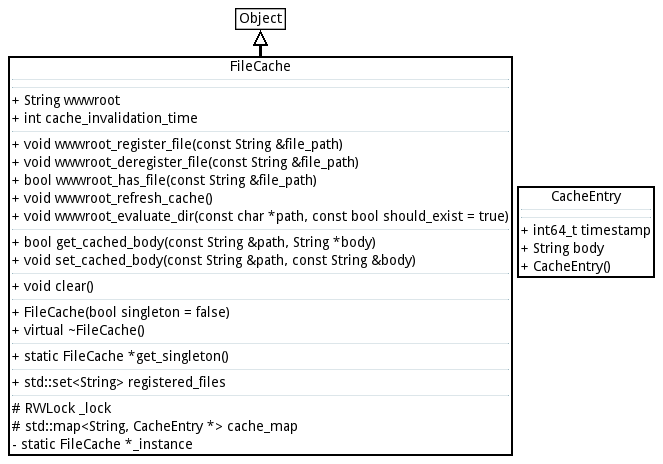 Object
FileCache
+ String wwwroot
+ int cache_invalidation_time
+ void wwwroot_register_file(const String &file_path)
+ void wwwroot_deregister_file(const String &file_path)
+ bool wwwroot_has_file(const String &file_path)
+ void wwwroot_refresh_cache()
+ void wwwroot_evaluate_dir(const char *path, const bool should_exist = true)
+ bool get_cached_body(const String &path, String *body)
+ void set_cached_body(const String &path, const String &body)
+ void clear()
+ FileCache(bool singleton = false)
+ virtual ~FileCache()
+ static FileCache *get_singleton()
+ std::set<String> registered_files
# RWLock _lock
# std::map<String, CacheEntry *> cache_map
- static FileCache *_instance
CacheEntry
+ int64_t timestamp
+ String body
+ CacheEntry()